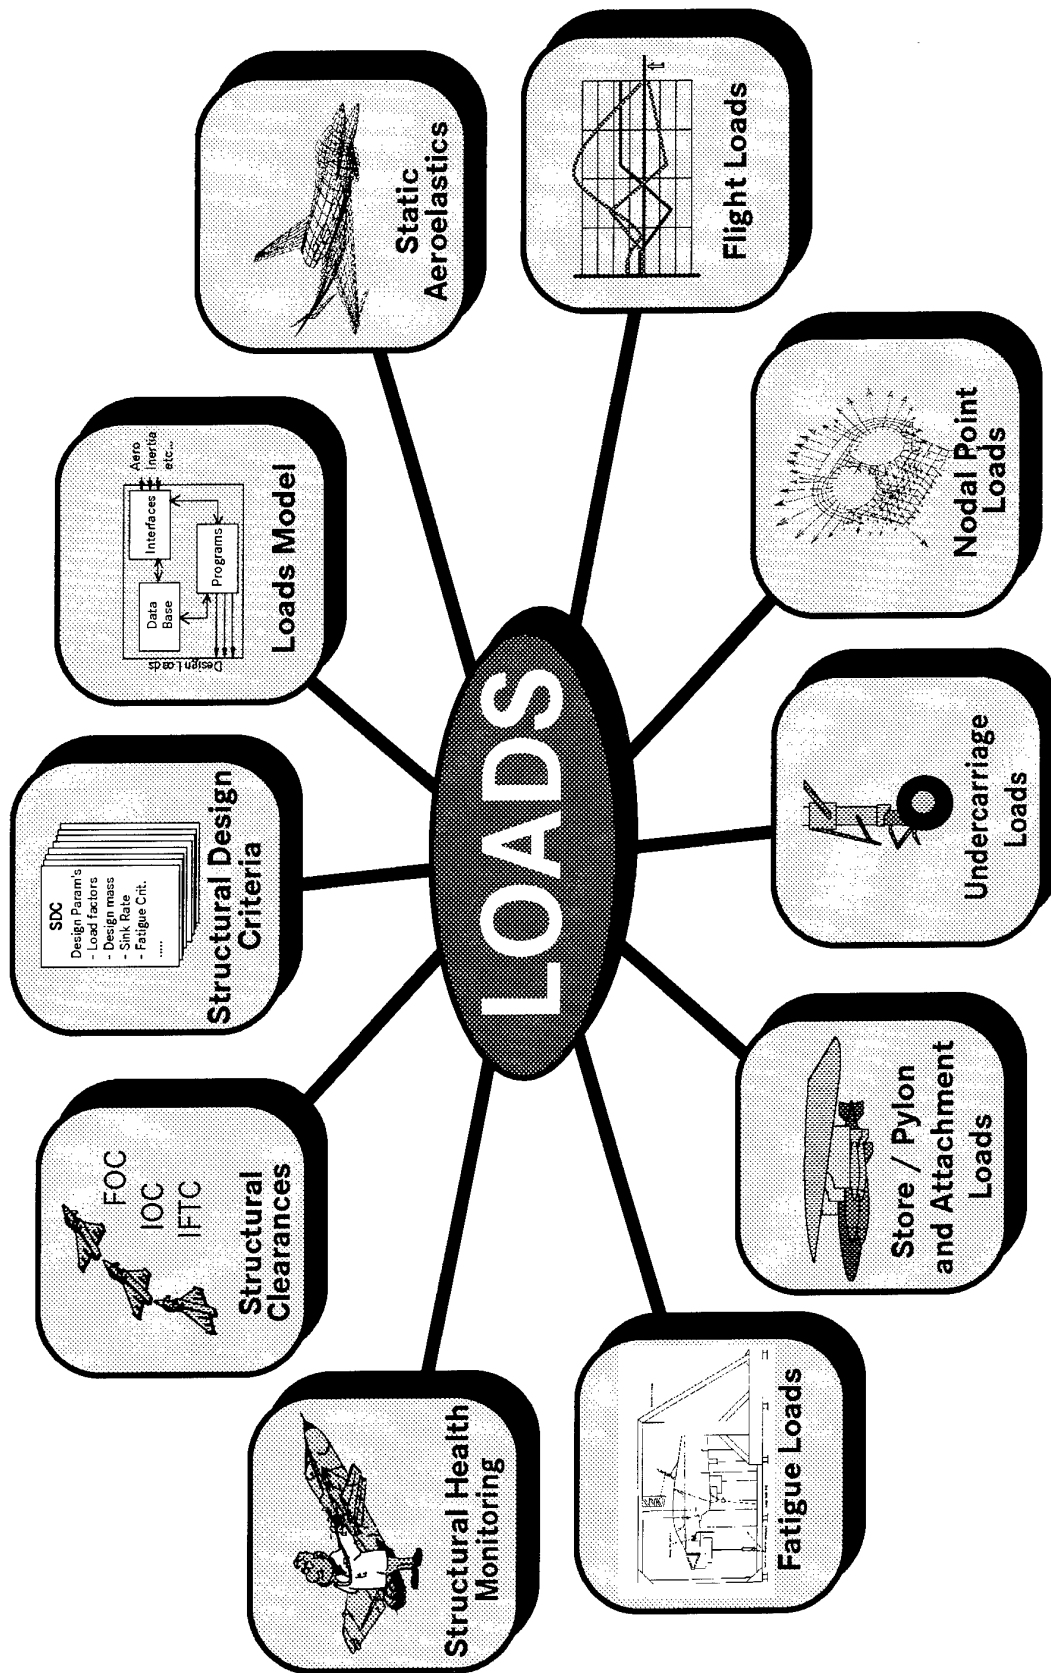 LOADS
Structural Health
Monitoring
FOC
IOC
IFTC
Structural
Clearances
SDC
Design Param's
- Load factors
- Design mass
- Sink Rate
- Fatigue Crit.
.....
Structural Design
Criteria
Data
Base
Interfaces
Programs
Aero
Inertia
etc...
Design Loads
Loads Model
Static
Aeroelastics
Flight Loads
Nodal Point
Loads
Undercarriage
Loads
Store / Pylon
and Attachment
Loads
Fatigue Loads